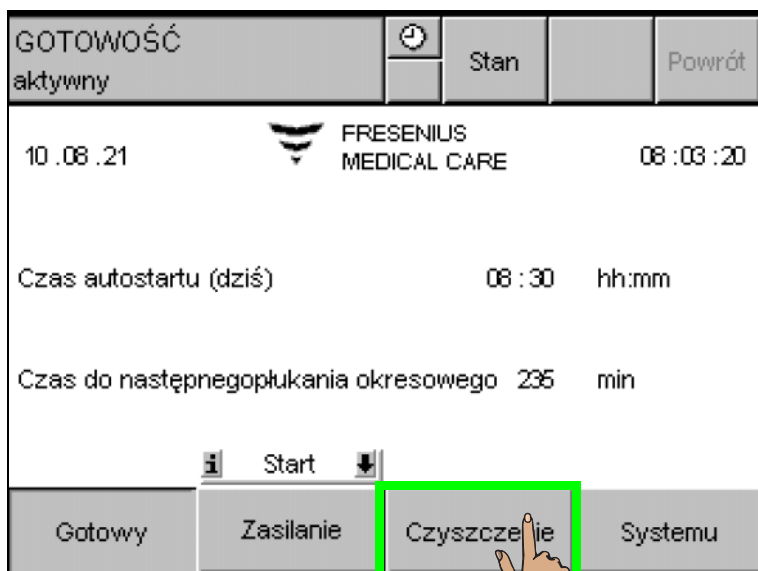 GOTOWOŚĆ
aktywny
Stan
Powrót
10.08.21
FRESENIUS
MEDICAL CARE
08:03:20
Czas autostartu (dziś) 08:30 hh:mm
Czas do następnegopłukania okresowego 235 min
i Start
Gotowy
Zasilanie
Czyszczenie
Systemu